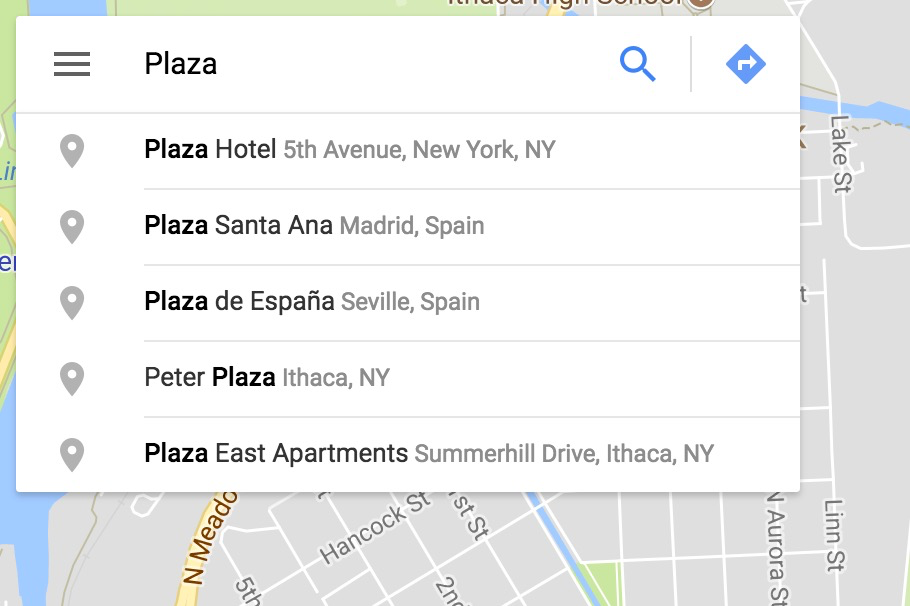 Ithaca High School
Plaza
Plaza Hotel 5th Avenue, New York, NY
Plaza Santa Ana Madrid, Spain
Plaza de España Seville, Spain
Peter Plaza Ithaca, NY
Plaza East Apartments Summerhill Drive, Ithaca, NY
Lake St
N Meado
Hancock St
1st St
5th
2nd
N Aurora St
Linn St